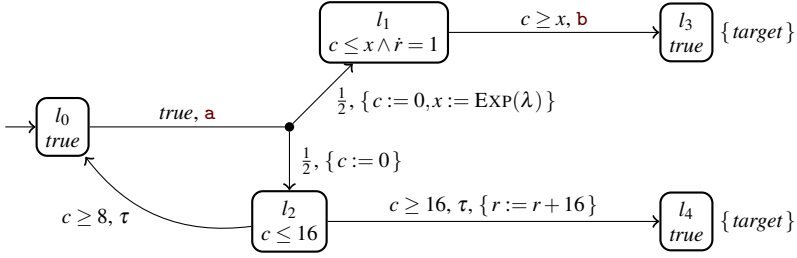 l₁
c ≤ x ∧ ṙ = 1
c ≥ x, b
l₃
true
{target}
½, {c := 0, x := EXP(λ)}
l₀
true
true, a
½, {c := 0}
l₂
c ≤ 16
c ≥ 8, τ
c ≥ 16, τ, {r := r + 16}
l₄
true
{target}